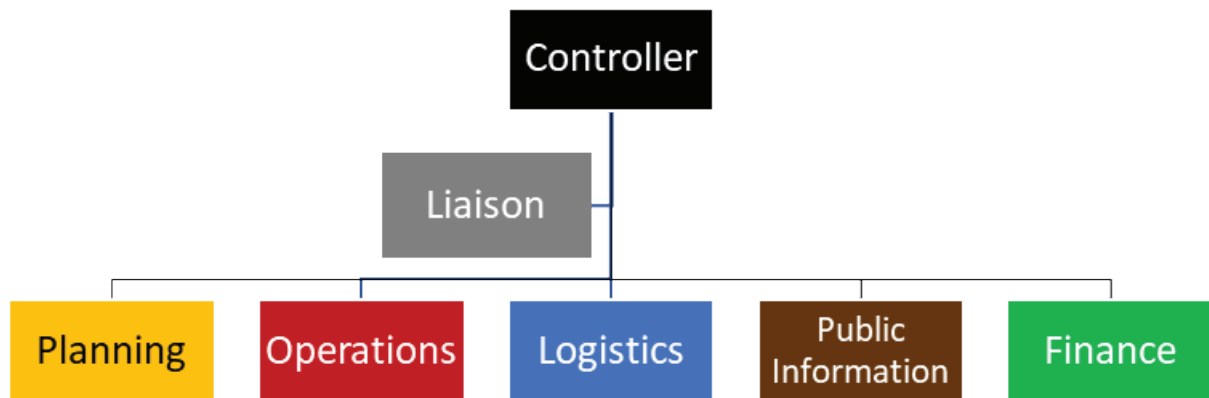 Controller
Liaison
Planning
Operations
Logistics
Public
Information
Finance